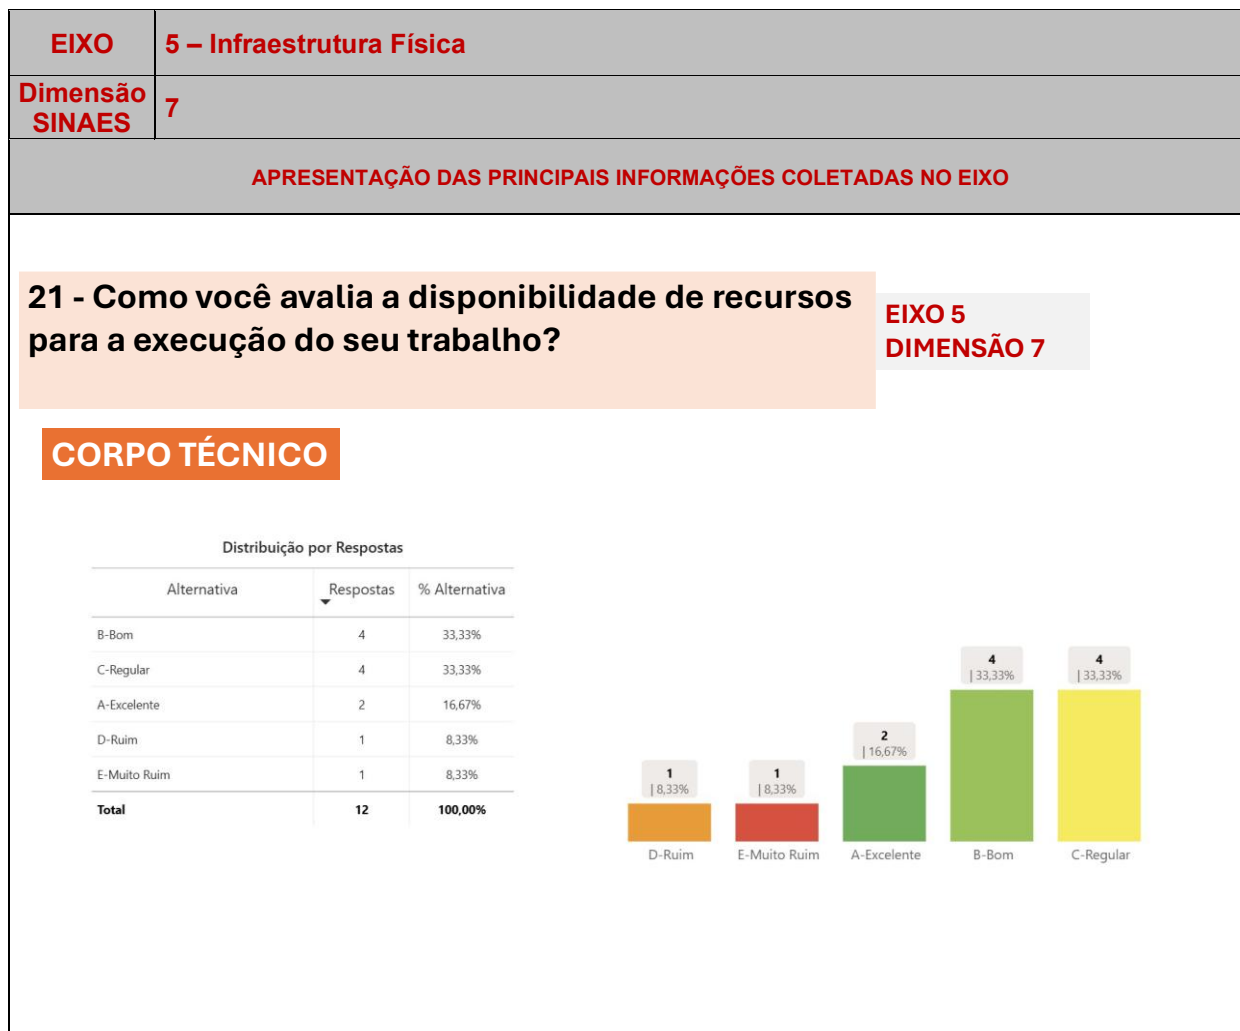 EIXO 5 – Infraestrutura Física
Dimensão
SINAES 7
APRESENTAÇÃO DAS PRINCIPAIS INFORMAÇÕES COLETADAS NO EIXO
21 - Como você avalia a disponibilidade de recursos
para a execução do seu trabalho?
EIXO 5
DIMENSÃO 7
CORPO TÉCNICO
Distribuição por Respostas
Alternativa Respostas % Alternativa
B-Bom 4 33,33%
C-Regular 4 33,33%
A-Excelente 2 16,67%
D-Ruim 1 8,33%
E-Muito Ruim 1 8,33%
Total 12 100,00%
1
| 8,33%
1
| 8,33%
2
| 16,67%
4
| 33,33%
4
| 33,33%
D-Ruim E-Muito Ruim A-Excelente B-Bom C-Regular